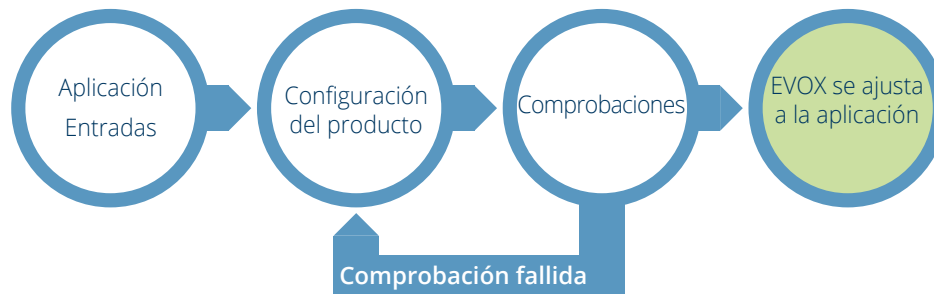 Aplicación
Entradas
Configuración
del producto
Comprobaciones
EVOX se ajusta
a la aplicación
Comprobación fallida